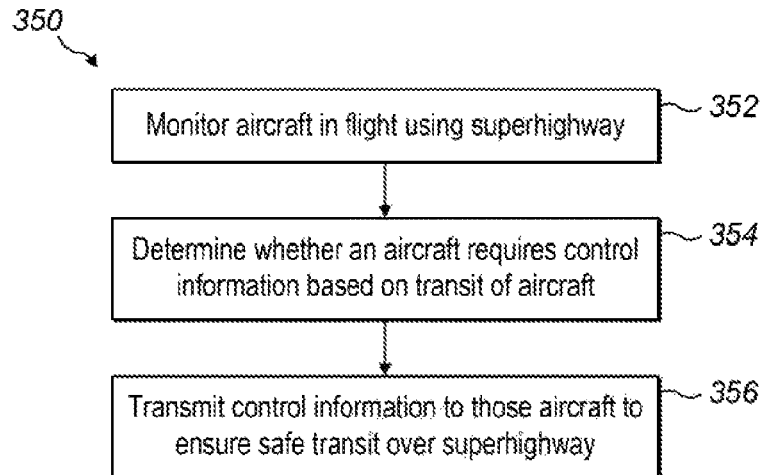 350
Monitor aircraft in flight using superhighway
352
Determine whether an aircraft requires control
information based on transit of aircraft
354
Transmit control information to those aircraft to
ensure safe transit over superhighway
356